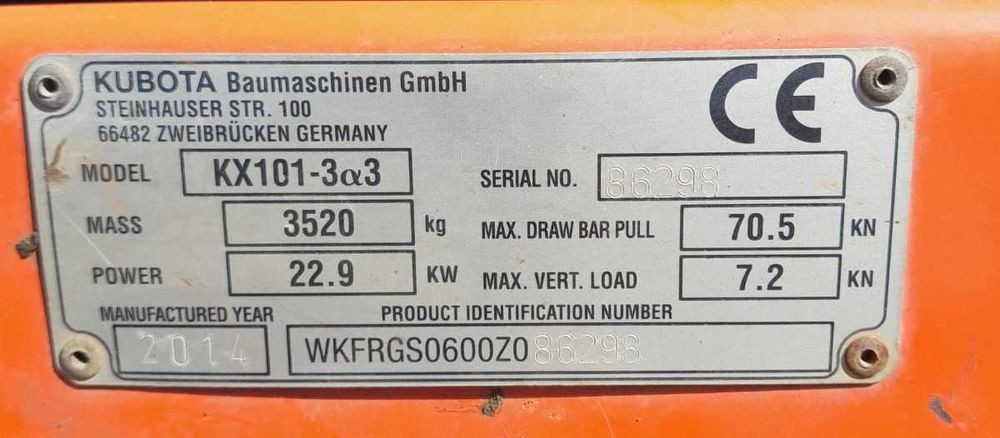 KUBOTA Baumaschinen GmbH
STEINHAUSER STR. 100
66482 ZWEIBRÜCKEN GERMANY
CE
MODEL KX101-3α3 SERIAL NO. 86298
MASS 3520 kg MAX. DRAW BAR PULL 70.5 KN
POWER 22.9 KW MAX. VERT. LOAD 7.2 KN
MANUFACTURED YEAR PRODUCT IDENTIFICATION NUMBER
2014 WKFRGS0600Z086298